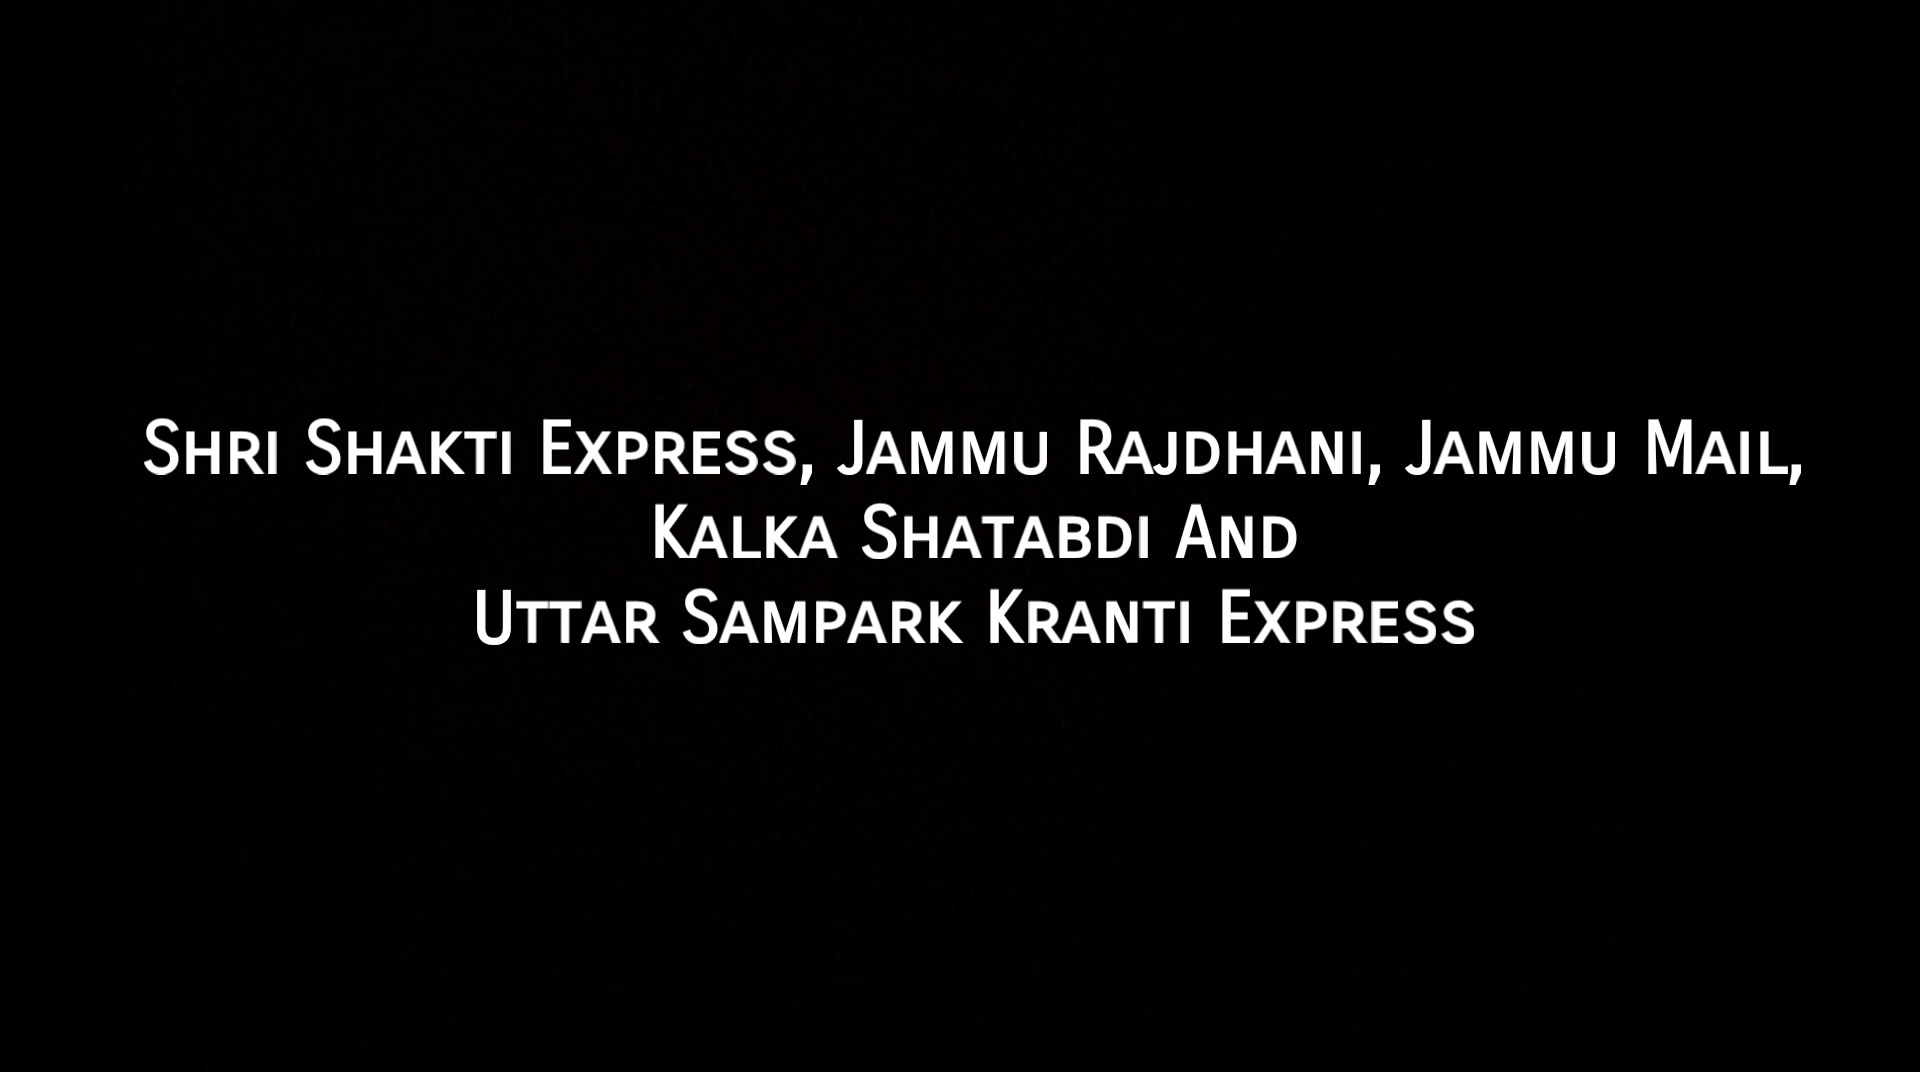 Shri Shakti Express, Jammu Rajdhani, Jammu Mail,
Kalka Shatabdi And
Uttar Sampark Kranti Express